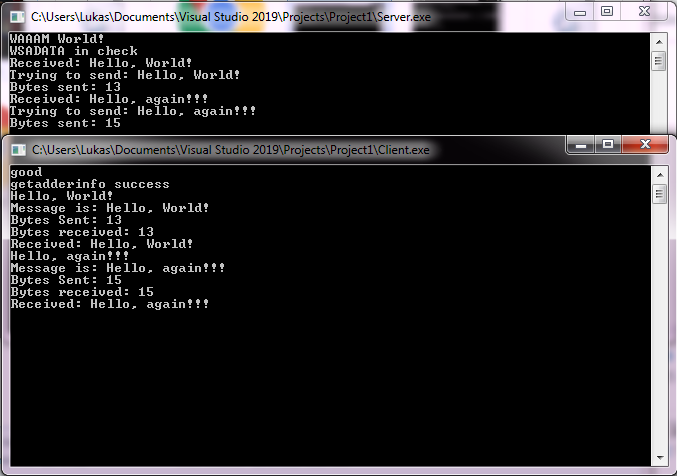 C:\Users\Lukas\Documents\Visual Studio 2019\Projects\Project1\Server.exe
WAAAM World!
WSADATA in check
Received: Hello, World!
Trying to send: Hello, World!
Bytes sent: 13
Received: Hello, again!!!
Trying to send: Hello, again!!!
Bytes sent: 15
C:\Users\Lukas\Documents\Visual Studio 2019\Projects\Project1\Client.exe
good
getadderinfo success
Hello, World!
Message is: Hello, World!
Bytes Sent: 13
Bytes received: 13
Received: Hello, World!
Hello, again!!!
Message is: Hello, again!!!
Bytes Sent: 15
Bytes received: 15
Received: Hello, again!!!